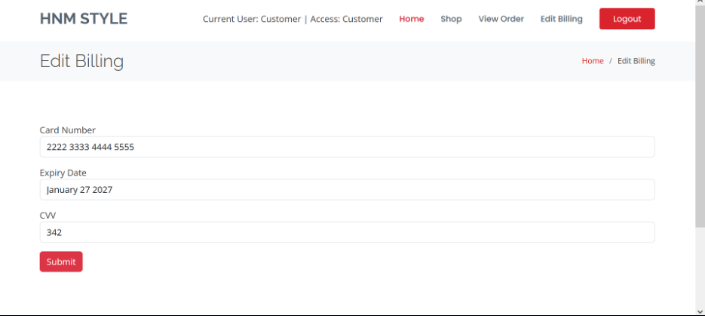 HNM STYLE
Current User: Customer | Access: Customer Home Shop View Order Edit Billing Logout
Edit Billing
Home / Edit Billing
Card Number
2222 3333 4444 5555
Expiry Date
January 27 2027
CVV
342
Submit